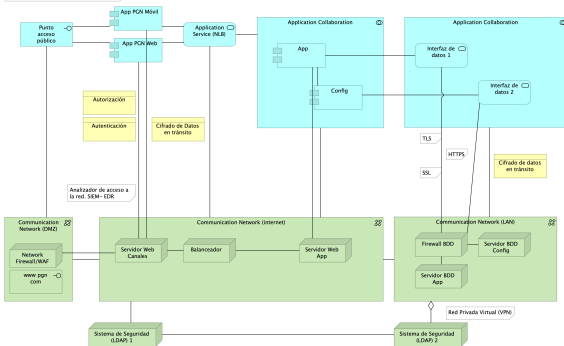 Punto
acceso
público
App PGN Móvil
App PGN Web
Application
Service (NLB)
Application Collaboration
App
Config
Application Collaboration
Interfaz de
datos 1
Interfaz de
datos 2
Autorización
Autenticación
Cifrado de Datos
en tránsito
TLS
HTTPS
SSL
Cifrado de datos
en tránsito
Analizador de acceso a
la red. SIEM- EDR
Communication
Network (DMZ)
Network
Firewall/WAF
www pgn
com
Communication Network (internet)
Servidor Web
Canales
Balanceador
Servidor Web
App
Communication Network (LAN)
Firewall BDD
Servidor BDD
Config
Servidor BDD
App
Red Privada Virtual (VPN)
Sistema de Seguridad
(LDAP) 1
Sistema de Seguridad
(LDAP) 2